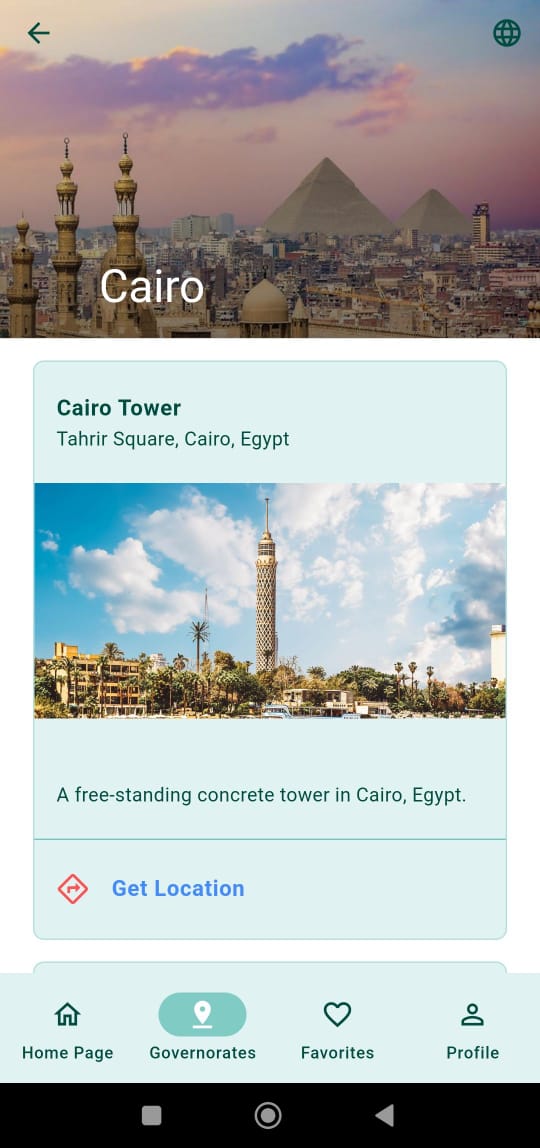 Cairo
Cairo Tower
Tahrir Square, Cairo, Egypt
A free-standing concrete tower in Cairo, Egypt.
Get Location
Home Page
Governorates
Favorites
Profile